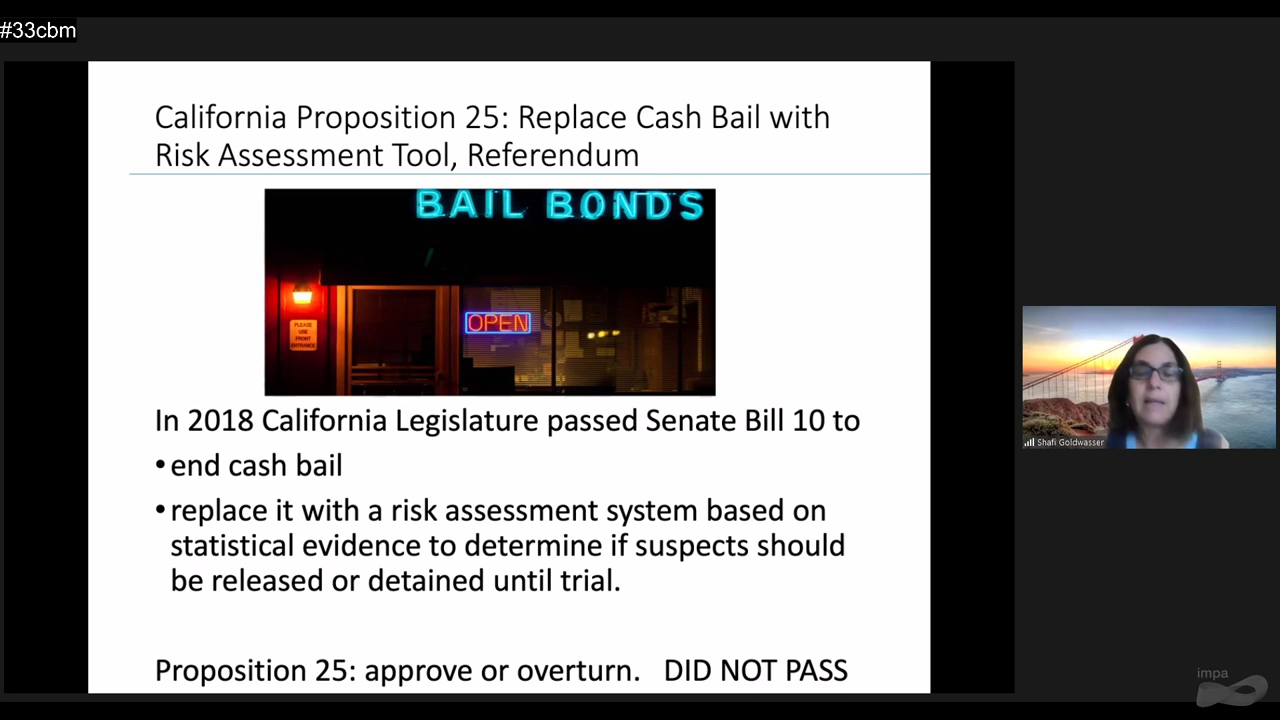 #33cbm
California Proposition 25: Replace Cash Bail with
Risk Assessment Tool, Referendum
BAIL BONDS
OPEN
PLEASE
USE
FRONT
ENTRANCE
In 2018 California Legislature passed Senate Bill 10 to
• end cash bail
• replace it with a risk assessment system based on
statistical evidence to determine if suspects should
be released or detained until trial.
Proposition 25: approve or overturn. DID NOT PASS
Shafi Goldwasser
impa